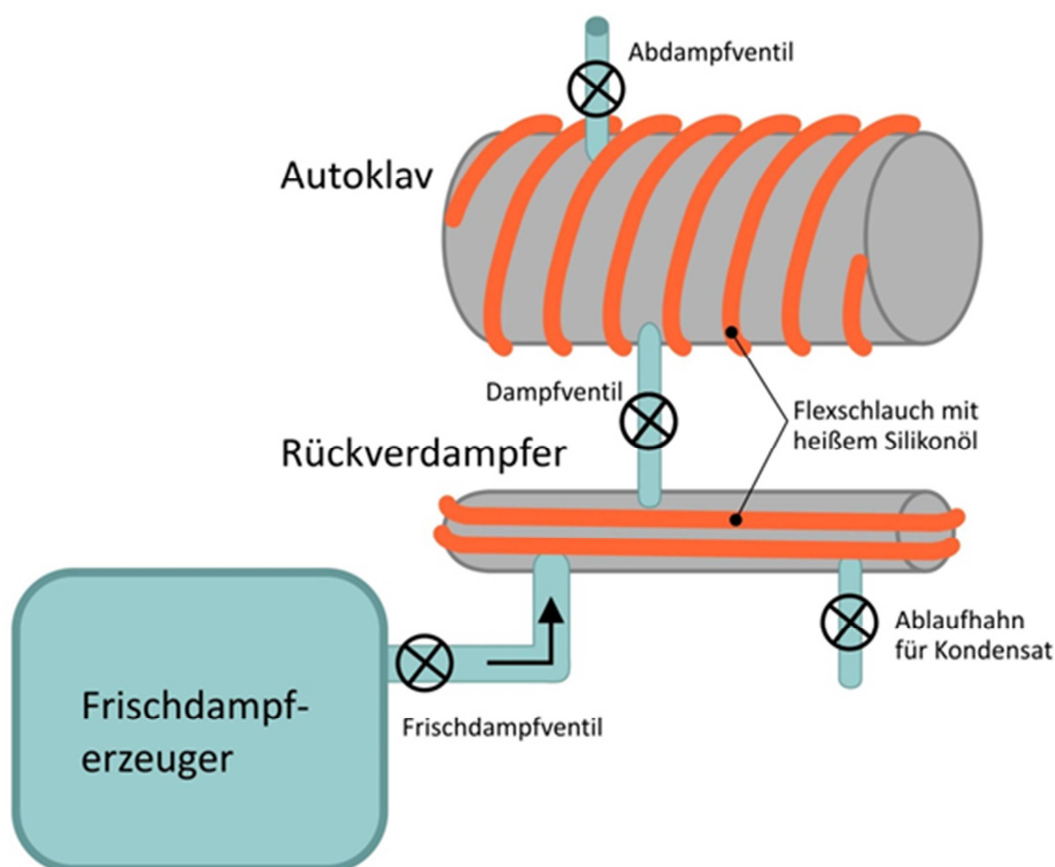 Abdampfventil
Autoklav
Dampfventil
Flexschlauch mit
heißem Silikonöl
Rückverdampfer
Ablaufhahn
für Kondensat
Frischdampf-
erzeuger
Frischdampfventil